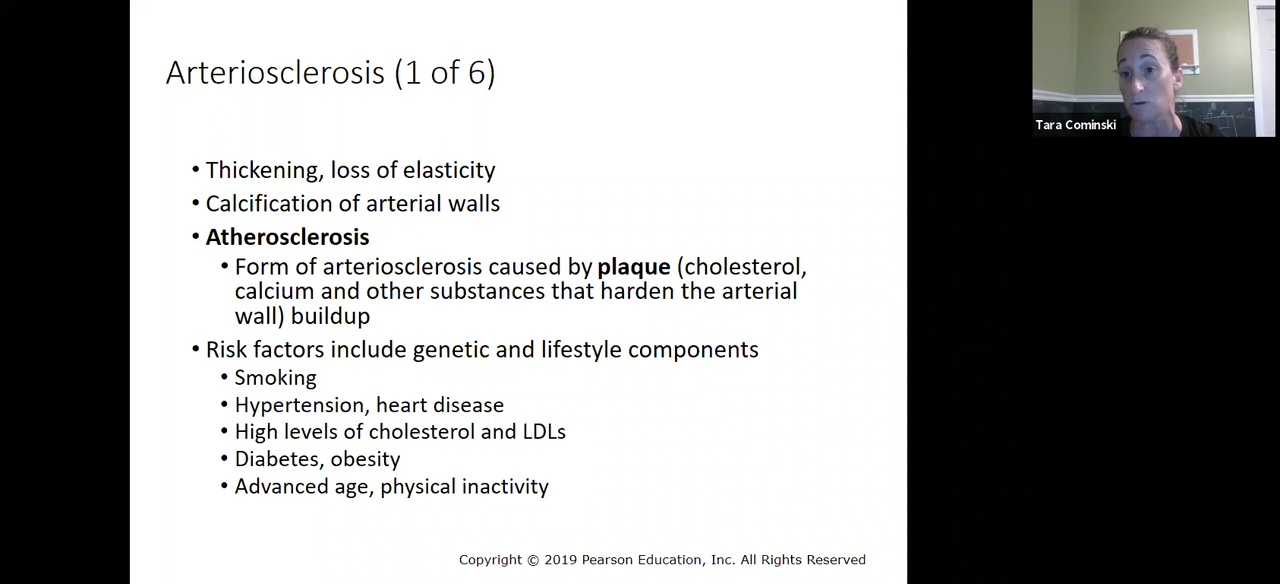 Arteriosclerosis (1 of 6)
• Thickening, loss of elasticity
• Calcification of arterial walls
• Atherosclerosis
• Form of arteriosclerosis caused by plaque (cholesterol,
calcium and other substances that harden the arterial
wall) buildup
• Risk factors include genetic and lifestyle components
• Smoking
• Hypertension, heart disease
• High levels of cholesterol and LDLs
• Diabetes, obesity
• Advanced age, physical inactivity
Copyright © 2019 Pearson Education, Inc. All Rights Reserved
Tara Cominski